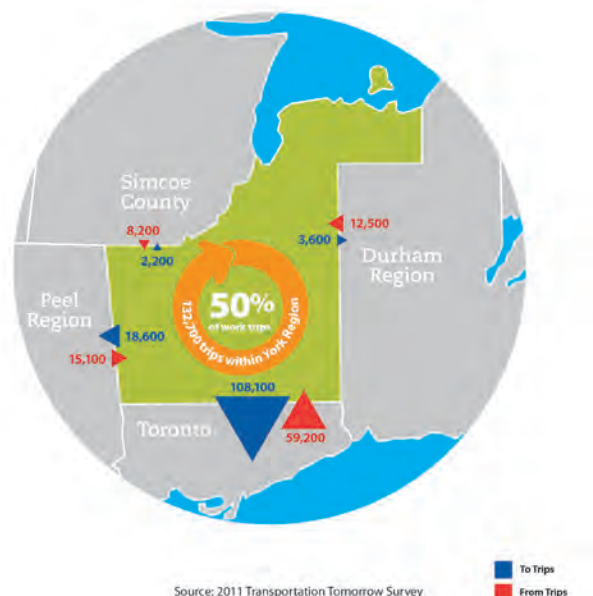 Simcoe
County
8,200
2,200
12,500
3,600
Durham
Region
Peel
Region
50%
of work trips
132,700 trips within York Region
18,600
15,100
108,100
Toronto
59,200
To Trips
From Trips
Source: 2011 Transportation Tomorrow Survey